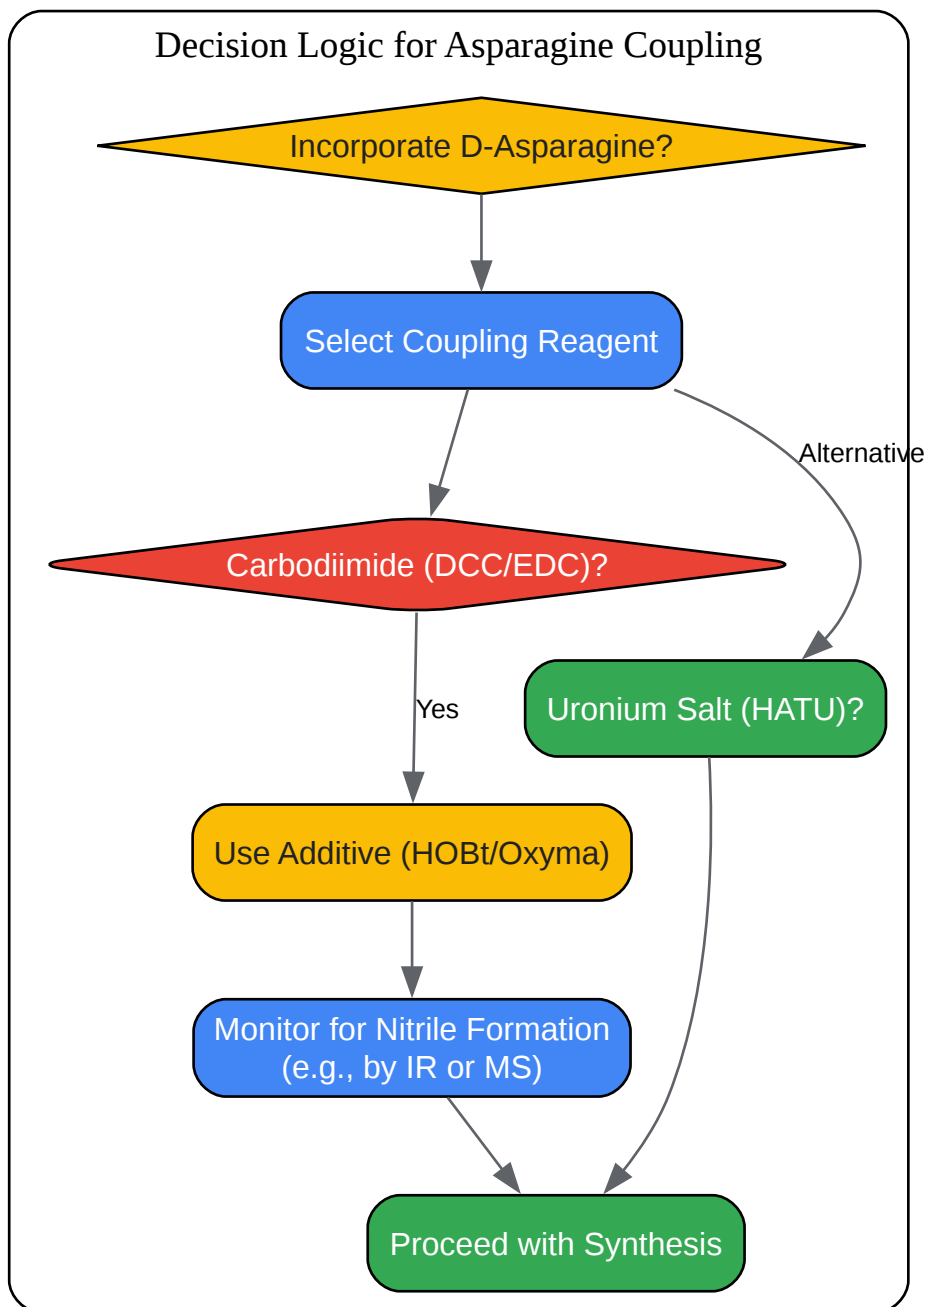 Decision Logic for Asparagine Coupling
Incorporate D-Asparagine?
Select Coupling Reagent
Alternative
Carbodiimide (DCC/EDC)?
Yes
Uronium Salt (HATU)?
Use Additive (HOBt/Oxyma)
Monitor for Nitrile Formation
(e.g., by IR or MS)
Proceed with Synthesis